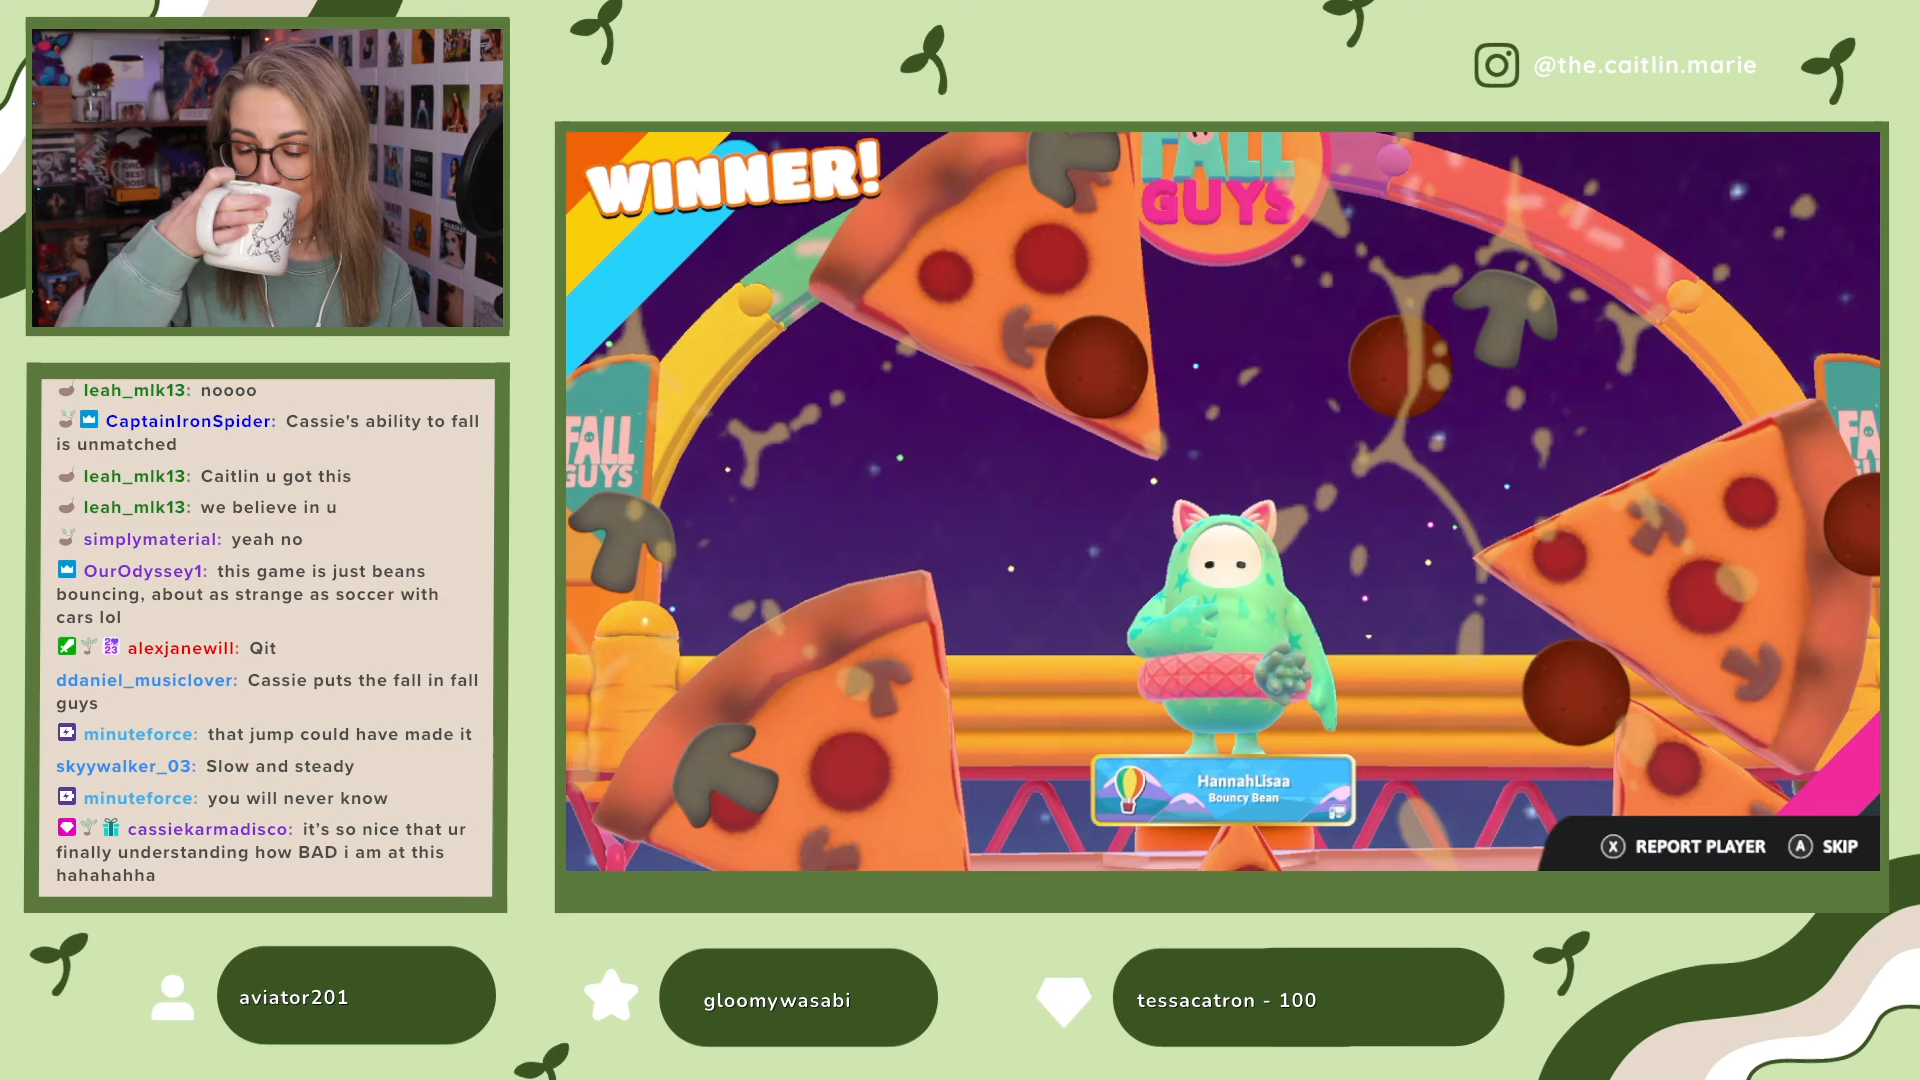 @the.caitlin.marie
leah_mlk13: noooo
CaptainIronSpider: Cassie's ability to fall
is unmatched
leah_mlk13: Caitlin u got this
leah_mlk13: we believe in u
simplymaterial: yeah no
OurOdyssey1: this game is just beans
bouncing, about as strange as soccer with
cars lol
alexjanewill: Qit
ddaniel_musiclover: Cassie puts the fall in fall
guys
minuteforce: that jump could have made it
skyywalker_03: Slow and steady
minuteforce: you will never know
cassiekarmadisco: it’s so nice that ur
finally understanding how BAD i am at this
hahahahha
WINNER!
FALL
GUYS
FALL
GUYS
HannahLisaa
Bouncy Bean
X REPORT PLAYER A SKIP
aviator201
gloomywasabi
tessacatron - 100